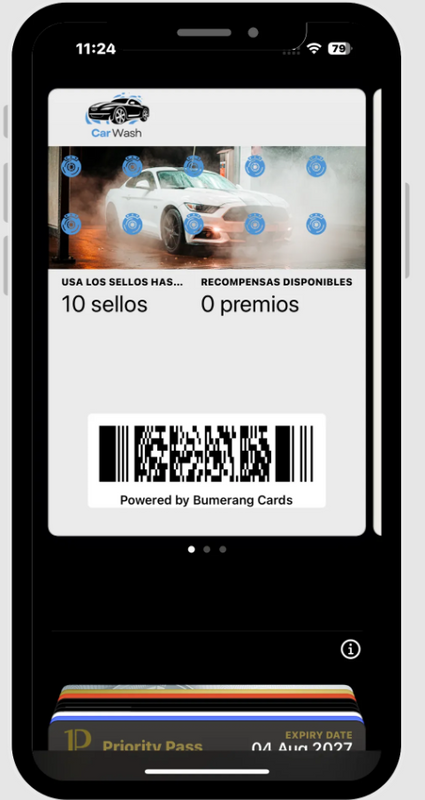 11:24
79
Car Wash
USA LOS SELLOS HAS...
RECOMPENSAS DISPONIBLES
10 sellos
0 premios
Powered by Bumerang Cards
EXPIRY DATE
Priority Pass
04 Aug 2027